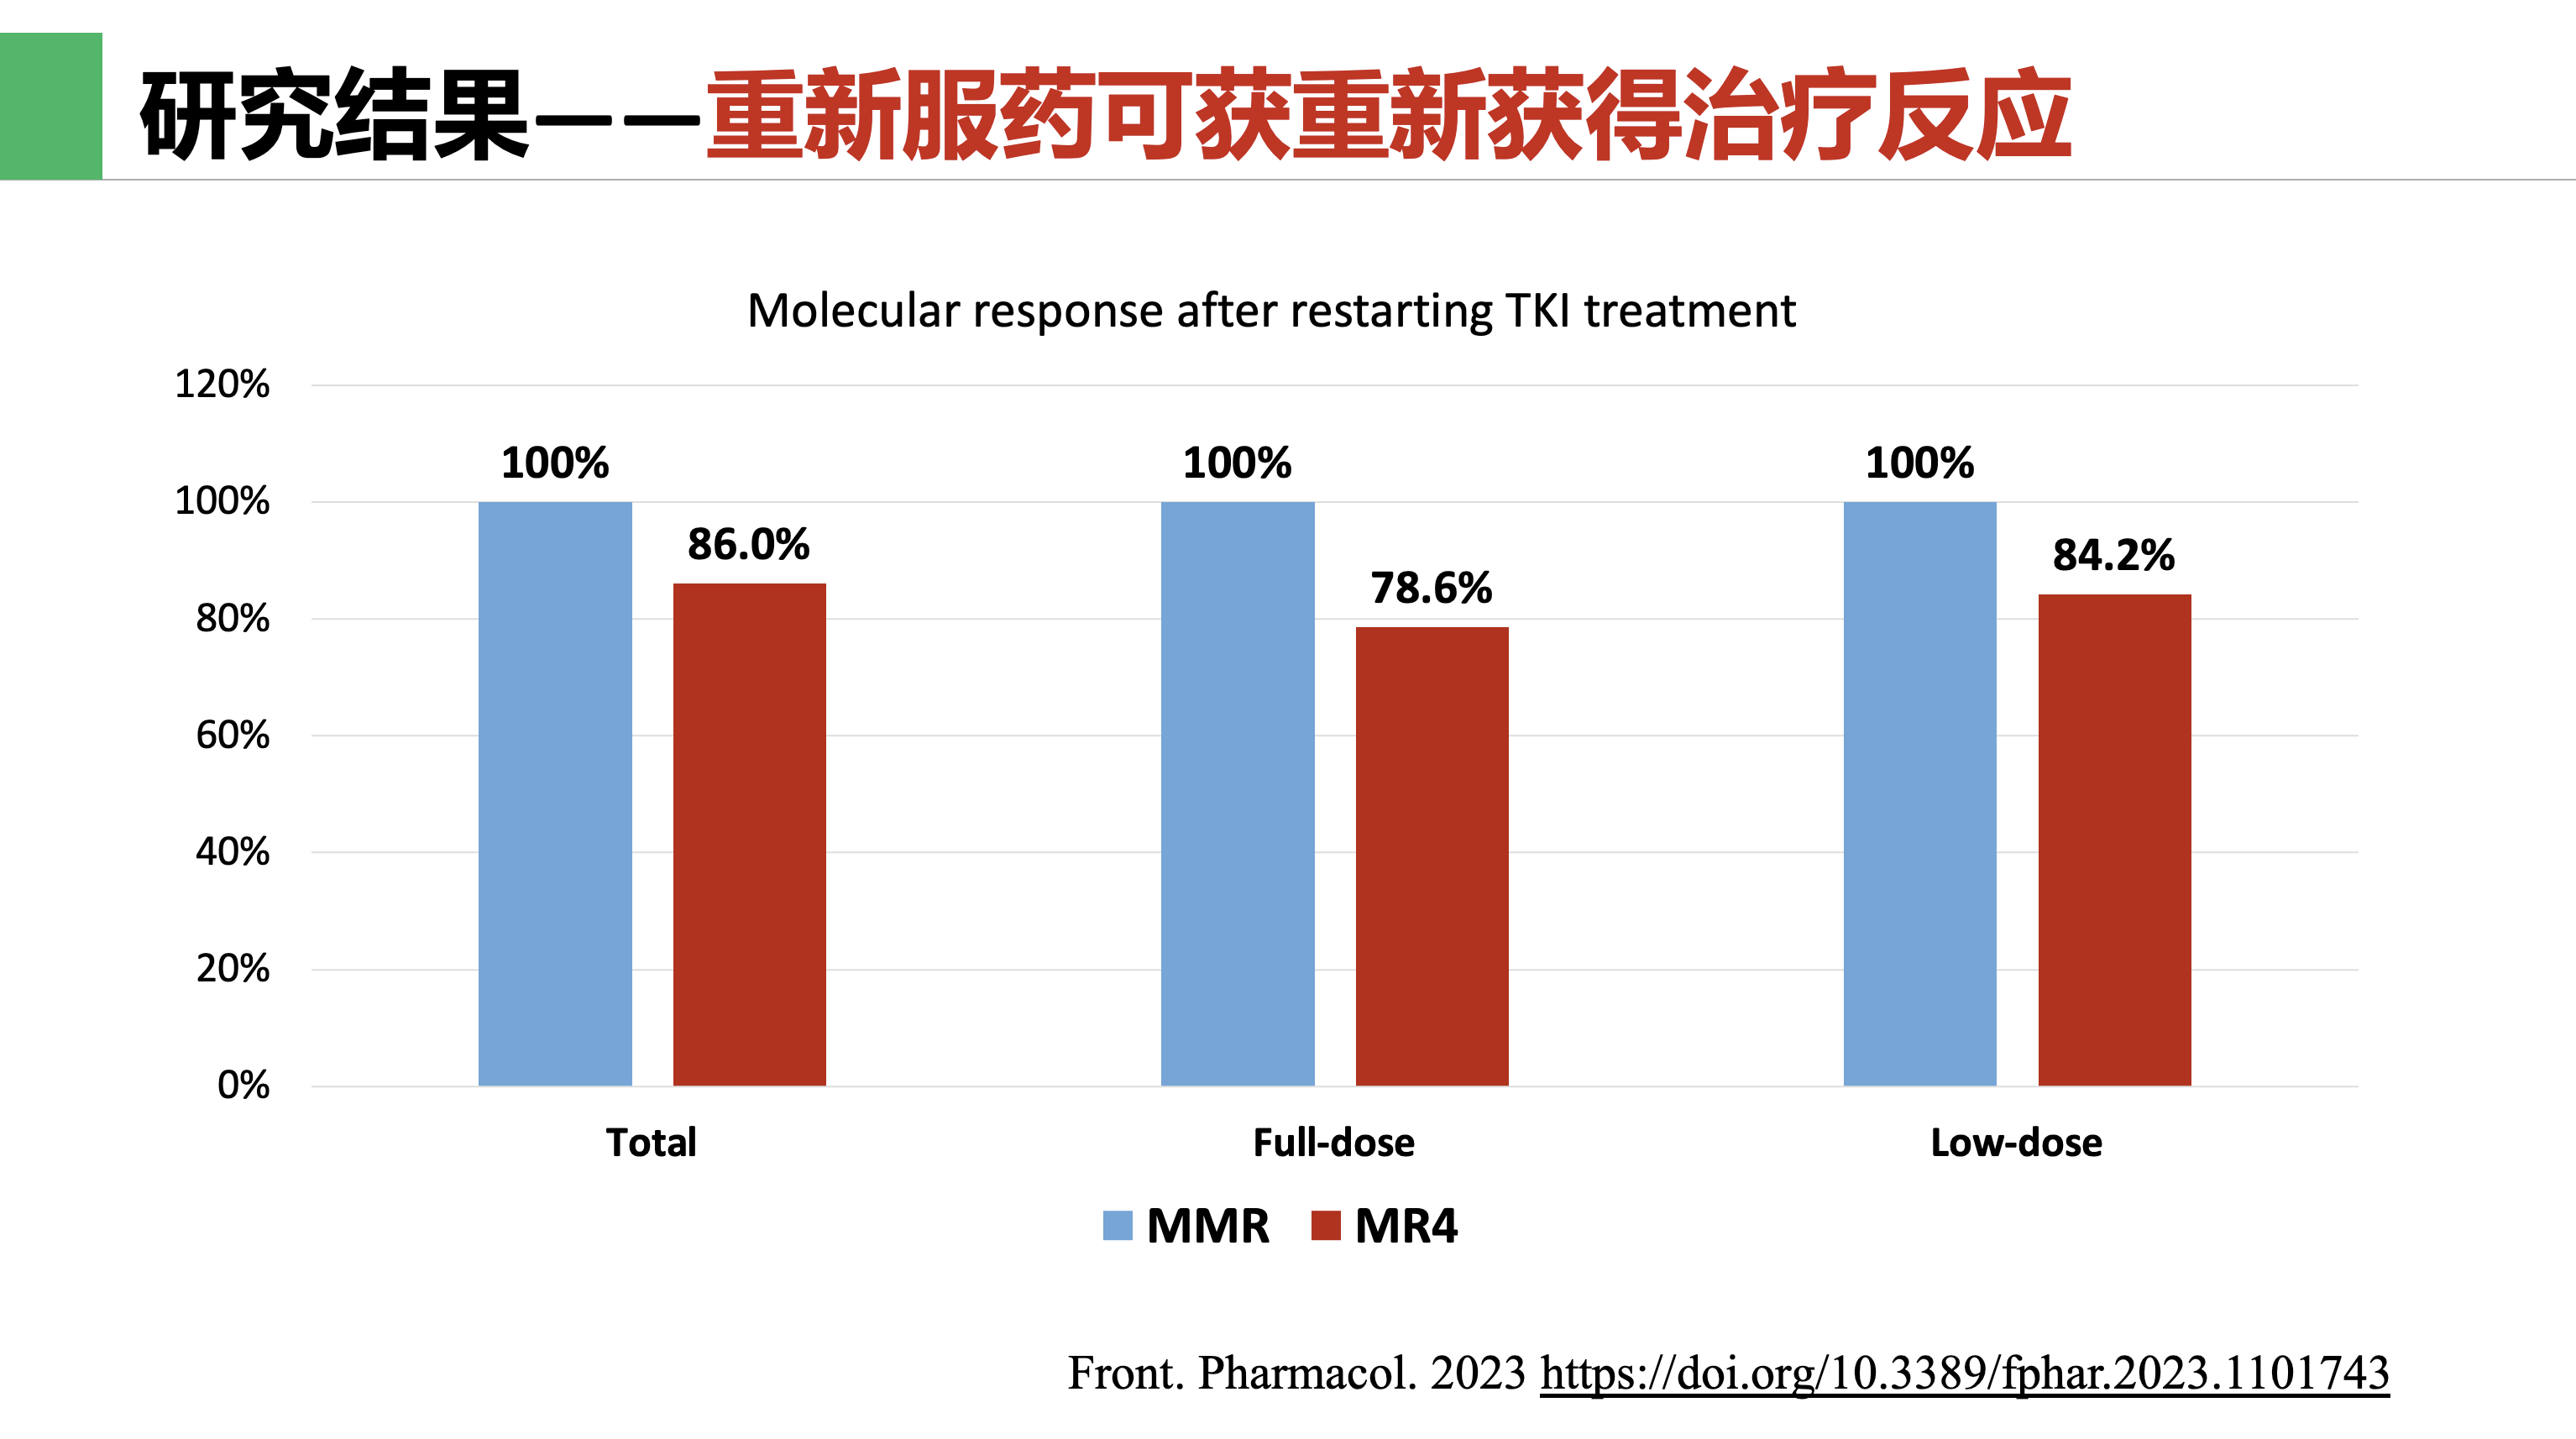 研究结果——重新服药可获重新获得治疗反应
Molecular response after restarting TKI treatment
120%
100%
80%
60%
40%
20%
0%
100%
86.0%
100%
78.6%
100%
84.2%
Total
Full-dose
Low-dose
MMR
MR4
Front. Pharmacol. 2023 https://doi.org/10.3389/fphar.2023.1101743